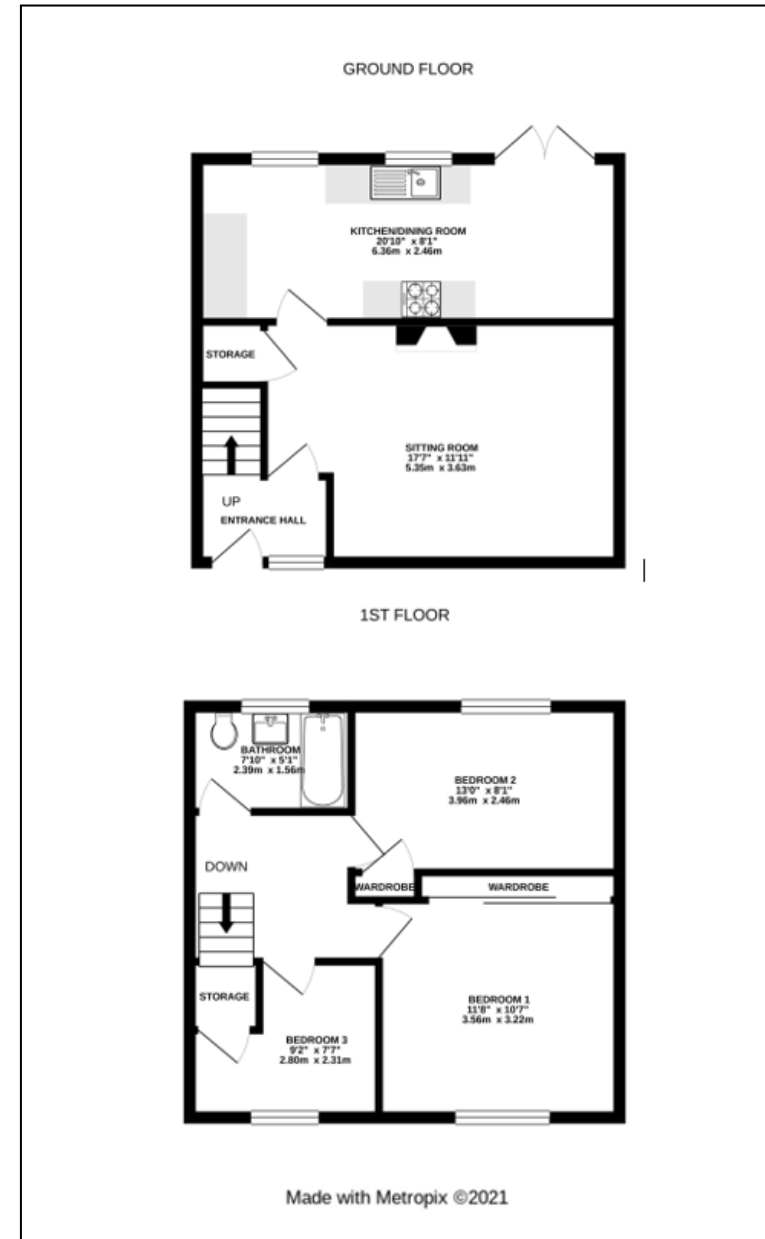 GROUND FLOOR
KITCHEN/DINING ROOM
20'10" x 8'1"
6.36m x 2.46m
STORAGE
SITTING ROOM
17'7" x 11'11"
5.35m x 3.63m
UP
ENTRANCE HALL
1ST FLOOR
BATHROOM
7'10" x 5'1"
2.39m x 1.56m
BEDROOM 2
13'0" x 8'1"
3.96m x 2.46m
DOWN
WARDROBE
WARDROBE
STORAGE
BEDROOM 1
11'8" x 10'7"
3.56m x 3.22m
BEDROOM 3
9'2" x 7'7"
2.80m x 2.31m
Made with Metropix ©2021